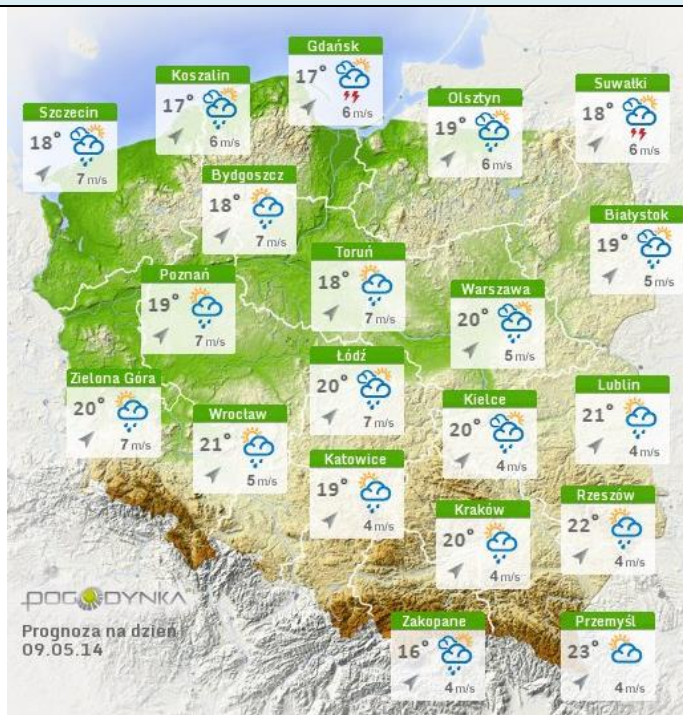 Gdańsk
17°
6 m/s
Koszalin
17°
6 m/s
Suwałki
18°
6 m/s
Olsztyn
19°
6 m/s
Szczecin
18°
7 m/s
Bydgoszcz
18°
7 m/s
Białystok
19°
5 m/s
Toruń
18°
7 m/s
Poznań
19°
7 m/s
Warszawa
20°
5 m/s
Łódź
20°
7 m/s
Zielona Góra
20°
7 m/s
Lublin
21°
4 m/s
Kielce
20°
4 m/s
Wrocław
21°
5 m/s
Katowice
19°
4 m/s
Rzeszów
22°
4 m/s
Kraków
20°
4 m/s
POGODYNKA
Prognoza na dzień
09.05.14
Zakopane
16°
4 m/s
Przemyśl
23°
4 m/s